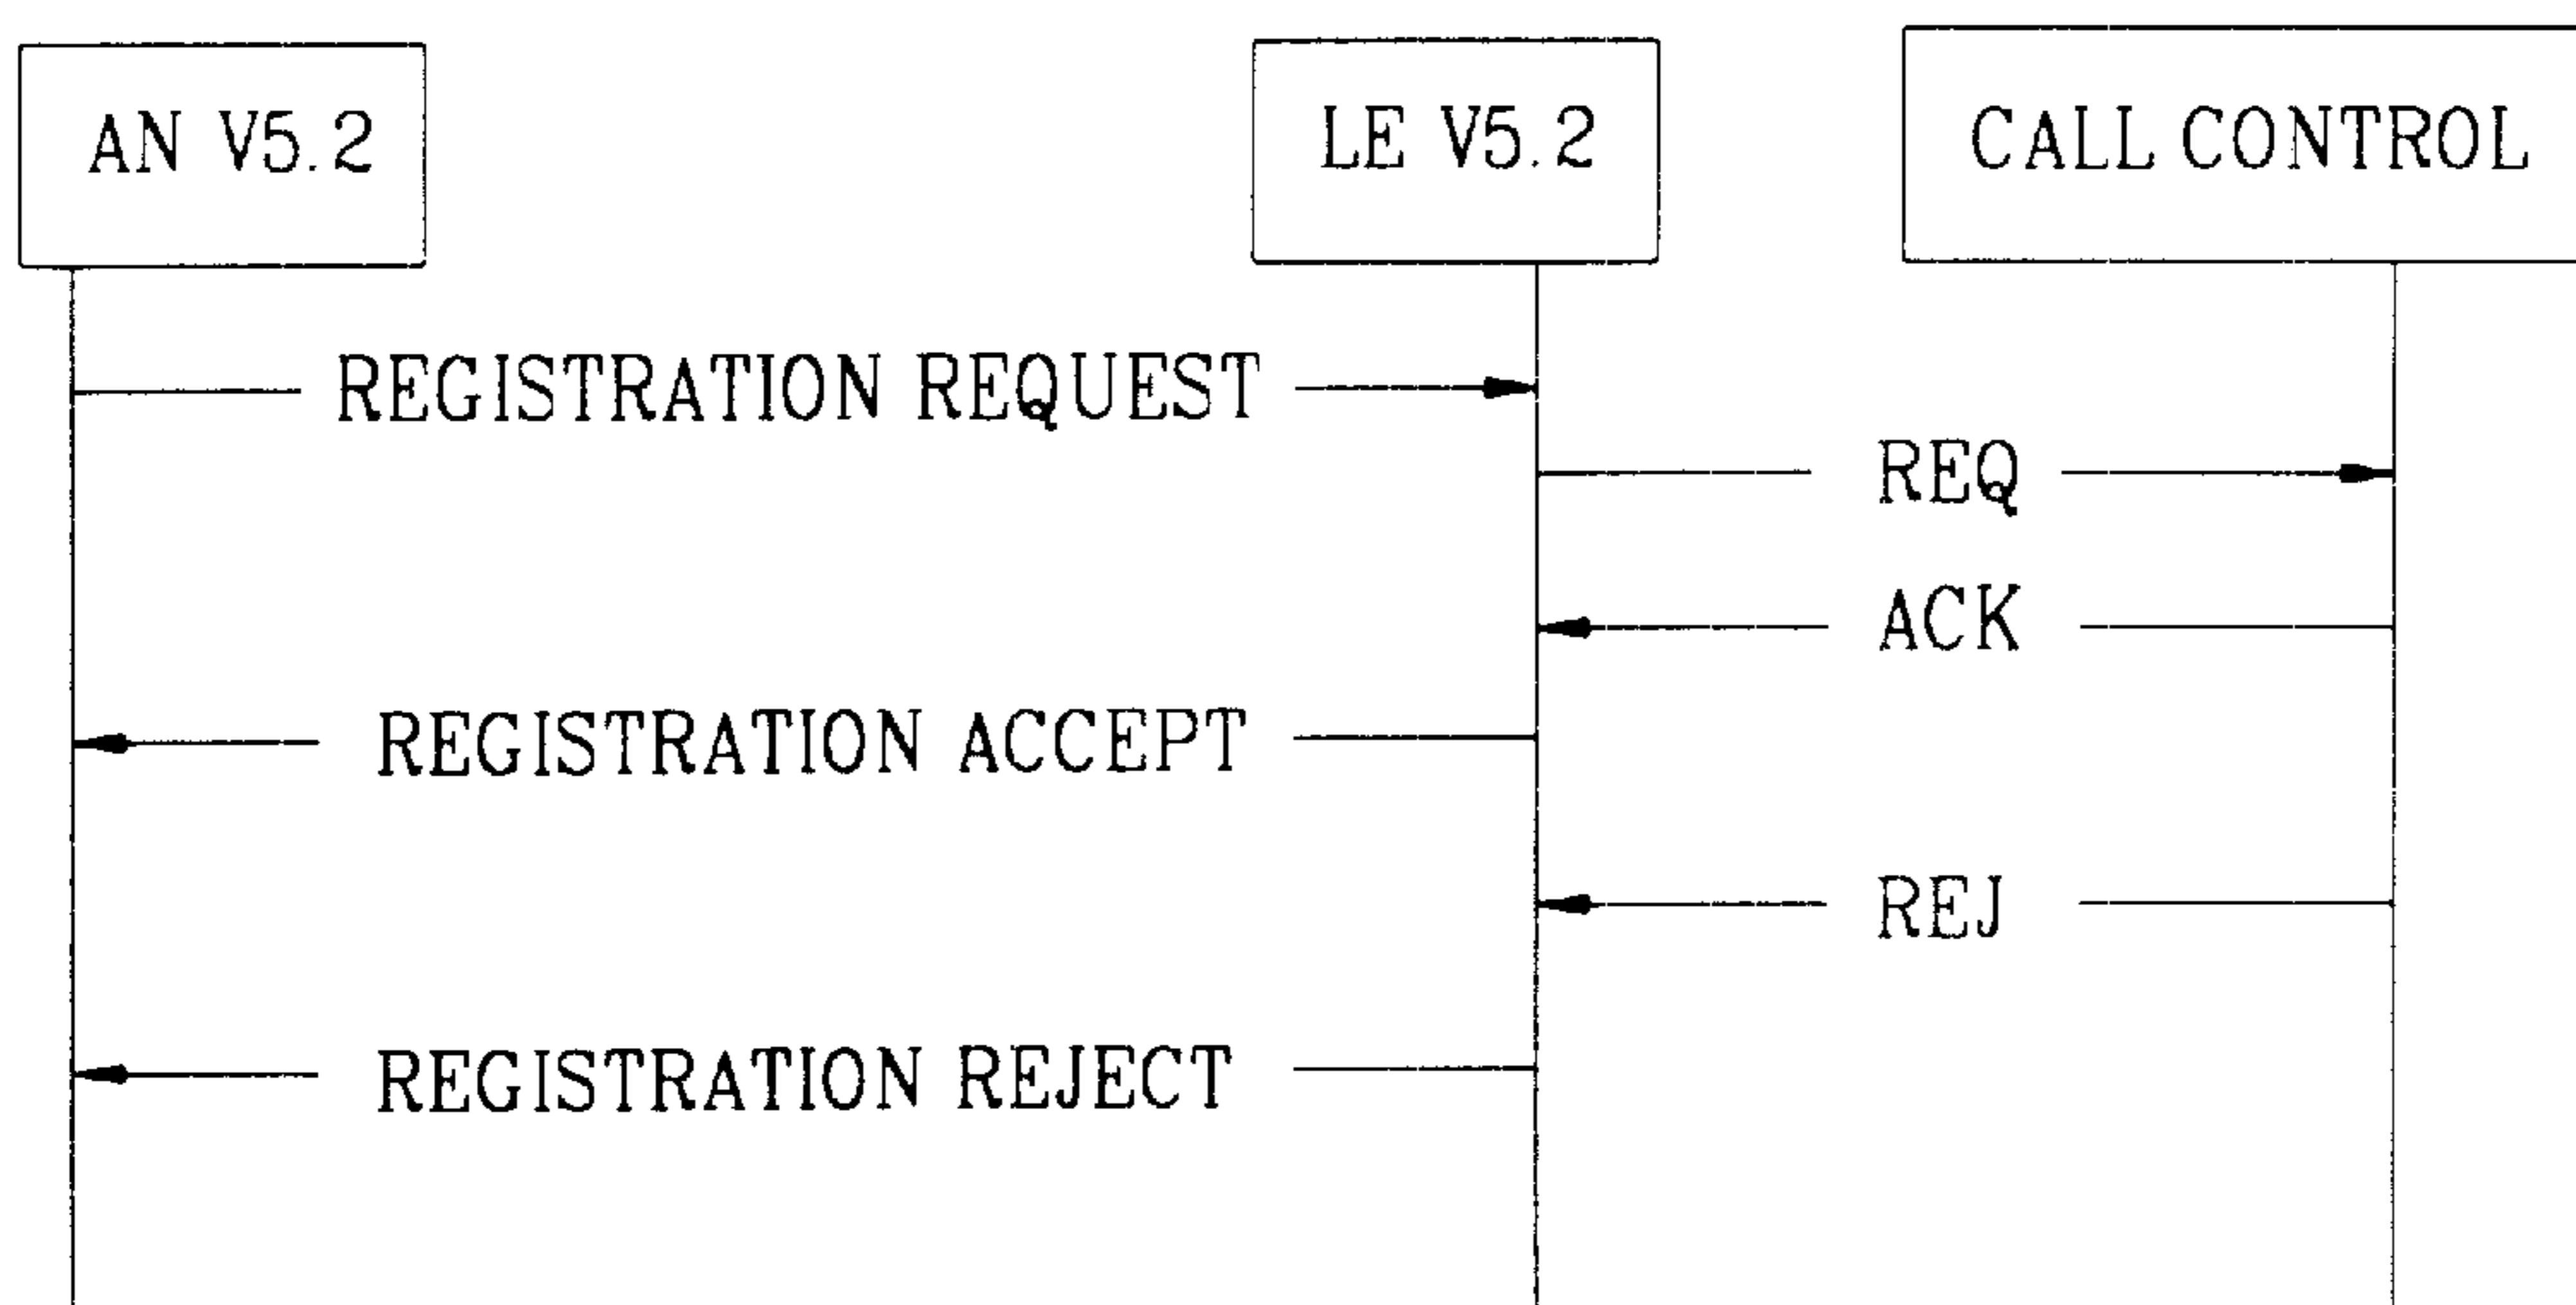 AN V5.2
LE V5.2
CALL CONTROL
REGISTRATION REQUEST
REQ
ACK
REGISTRATION ACCEPT
REJ
REGISTRATION REJECT